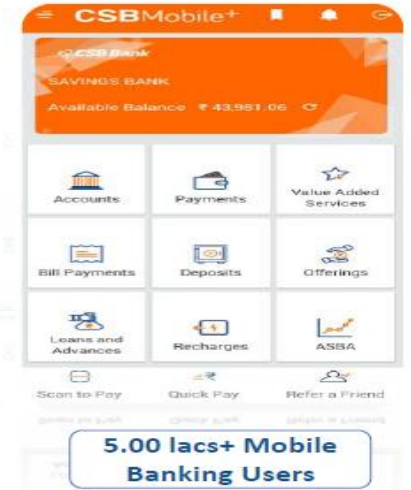 CSBMobile+
CSB Bank
SAVINGS BANK
Available Balance ₹ 43,981.06
Accounts
Payments
Value Added
Services
Bill Payments
Deposits
Offerings
Loans and
Advances
Recharges
ASBA
Scan to Pay
Quick Pay
Refer a Friend
5.00 lacs+ Mobile
Banking Users